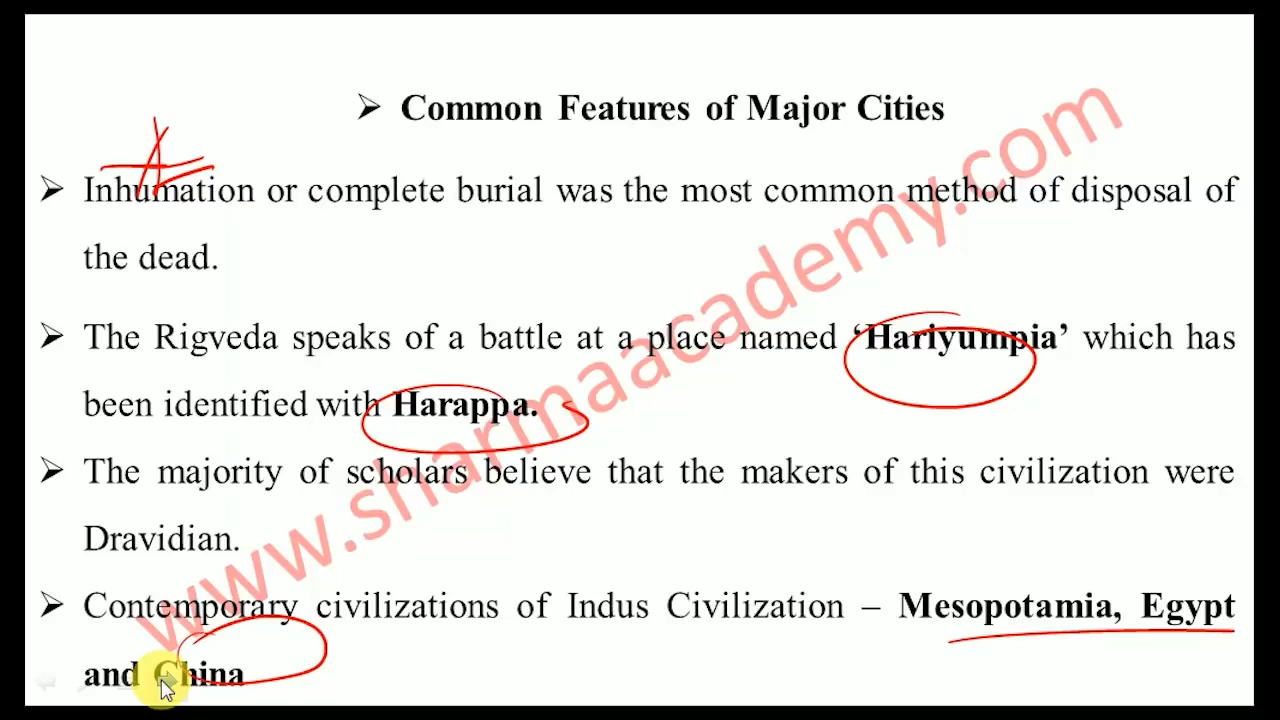 ➢ Common Features of Major Cities
➢ Inhumation or complete burial was the most common method of disposal of
the dead.
➢ The Rigveda speaks of a battle at a place named ‘Hariyumpia’ which has
been identified with Harappa.
➢ The majority of scholars believe that the makers of this civilization were
Dravidian.
➢ Contemporary civilizations of Indus Civilization – Mesopotamia, Egypt
and China
www.sharmaacademy.com